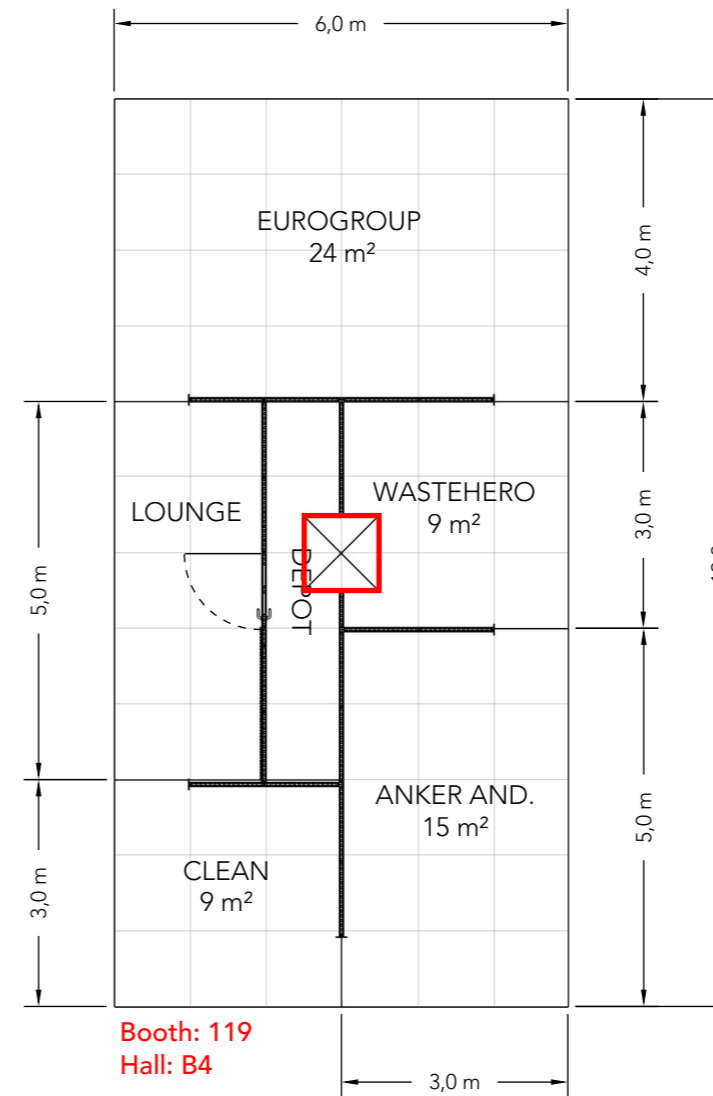 6,0 m
EUROGROUP
24 m²
4,0 m
LOUNGE
WASTEHERO
9 m²
3,0 m
DEPOT
5,0 m
ANKER AND.
15 m²
5,0 m
CLEAN
9 m²
3,0 m
Booth: 119
Hall: B4
3,0 m